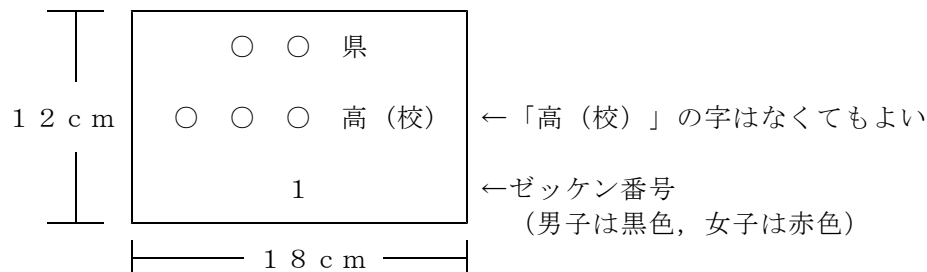 ○ ○ 県
12cm
○ ○ ○ 高(校)
←「高(校)」の字はなくてもよい
1
←ゼッケン番号
(男子は黒色,女子は赤色)
18cm